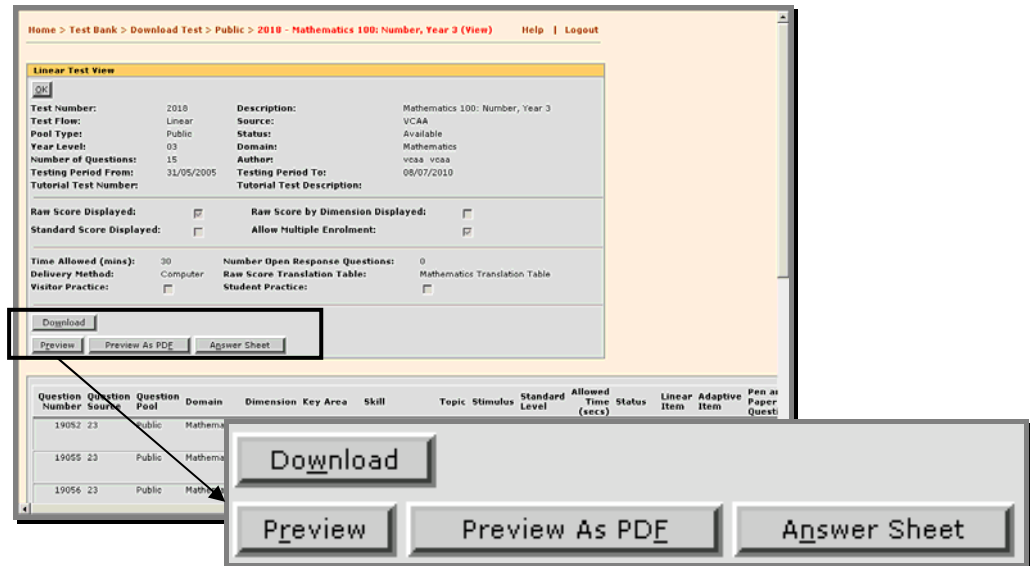 Home > Test Bank > Download Test > Public > 2018 - Mathematics 100: Number, Year 3 (View) Help | Logout
Linear Test View
OK
Test Number: 2018 Description: Mathematics 100: Number, Year 3
Test Flow: Linear Source: VCAA
Pool Type: Public Status: Available
Year Level: 03 Domain: Mathematics
Number of Questions: 15 Author: vcaa vcaa
Testing Period From: 31/05/2005 Testing Period To: 08/07/2010
Tutorial Test Number: Tutorial Test Description:
Raw Score Displayed: Raw Score by Dimension Displayed:
Standard Score Displayed: Allow Multiple Enrolment:
Time Allowed (mins): 30 Number Open Response Questions: 0
Delivery Method: Computer Raw Score Translation Table: Mathematics Translation Table
Visitor Practice: Student Practice:
Download
Preview Preview As PDF Answer Sheet
Question Number Question Source Question Pool Domain Dimension Key Area Skill Topic Stimulus Standard Level Allowed Time (secs) Status Linear Item Adaptive Item Pen an Paper Questi
19052 23 Public Mathema
19055 23 Public Mathema
19056 23 Public Mathem
Download
Preview Preview As PDF Answer Sheet